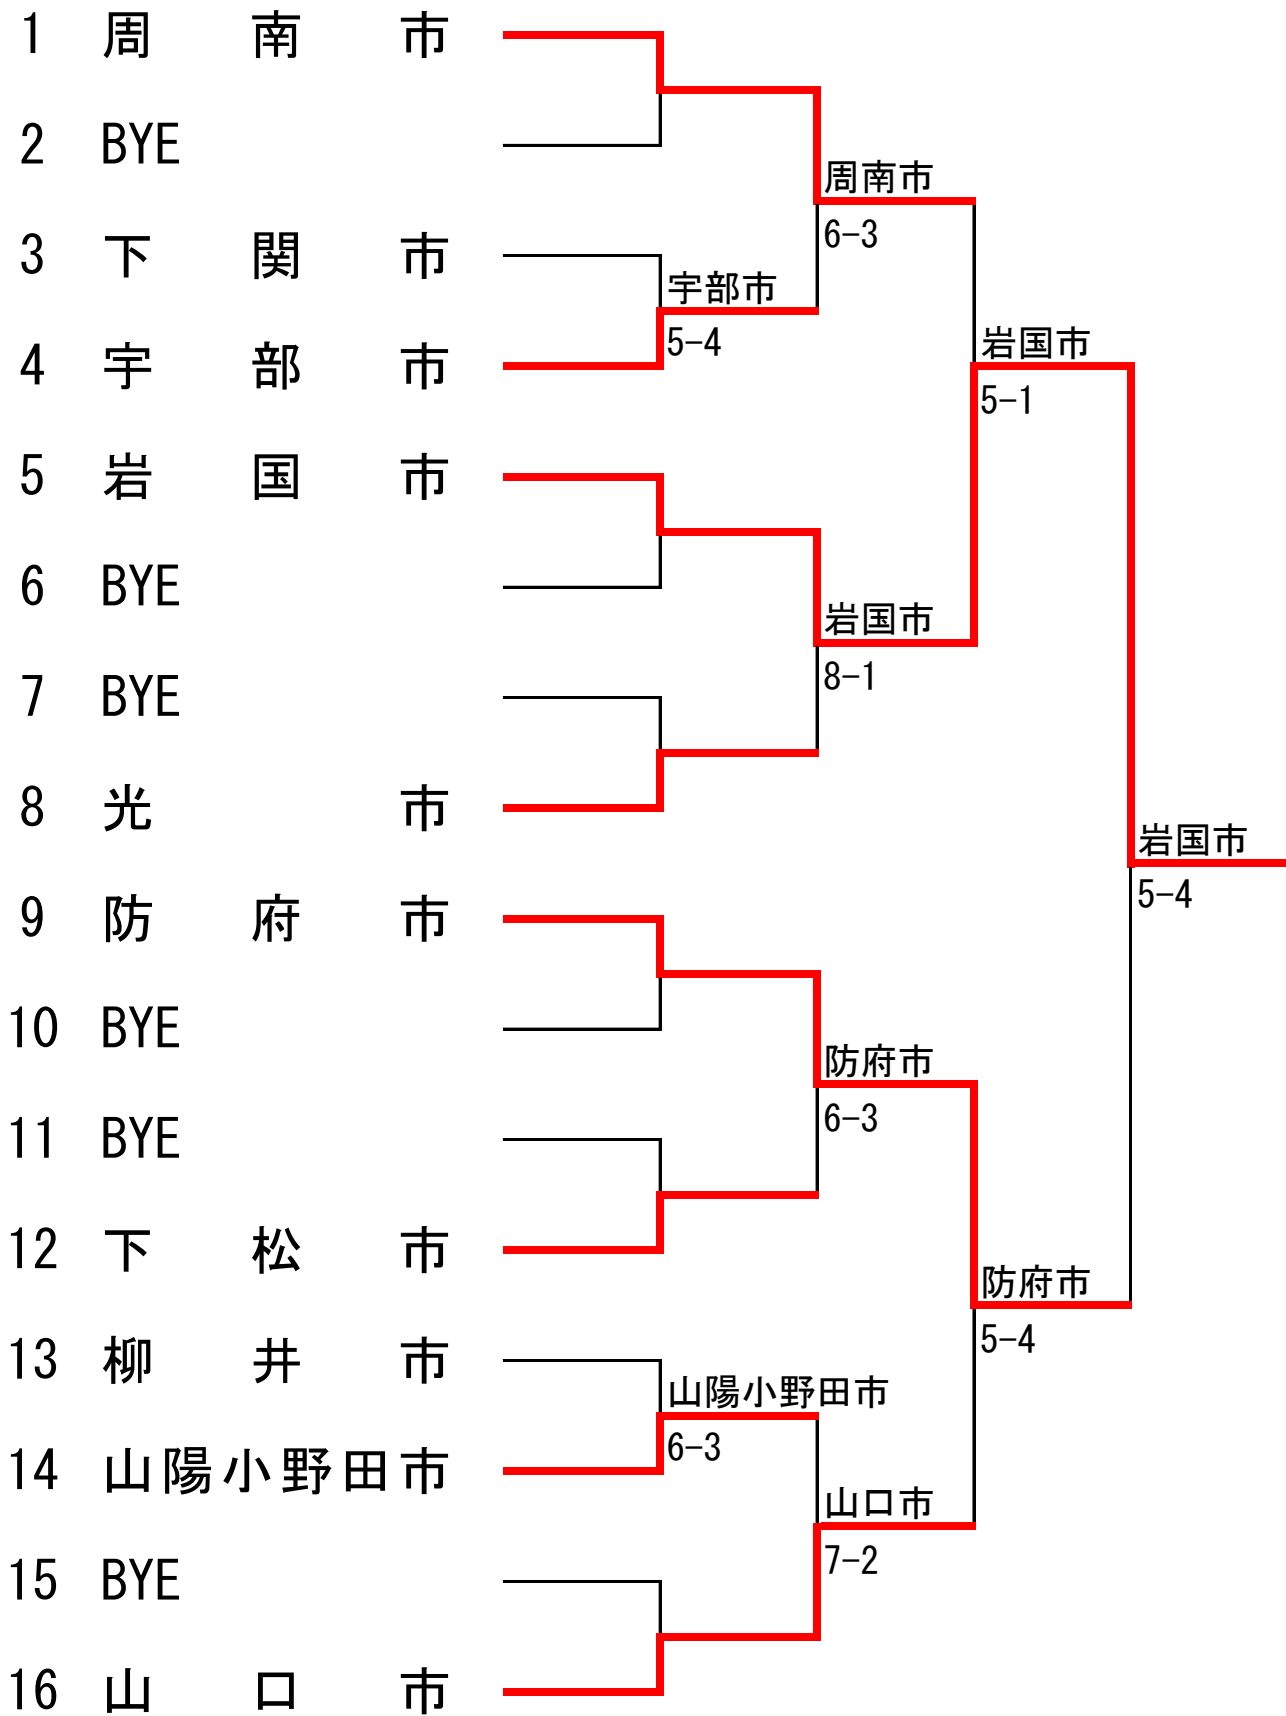 1 周南市
2 BYE
周南市
3 下関市
6-3
宇部市
5-4
4 宇部市
岩国市
5-1
5 岩国市
6 BYE
岩国市
8-1
7 BYE
8 光市
岩国市
5-4
9 防府市
10 BYE
防府市
6-3
11 BYE
12 下松市
防府市
5-4
13 柳井市
山陽小野田市
6-3
14 山陽小野田市
山口市
7-2
15 BYE
16 山口市